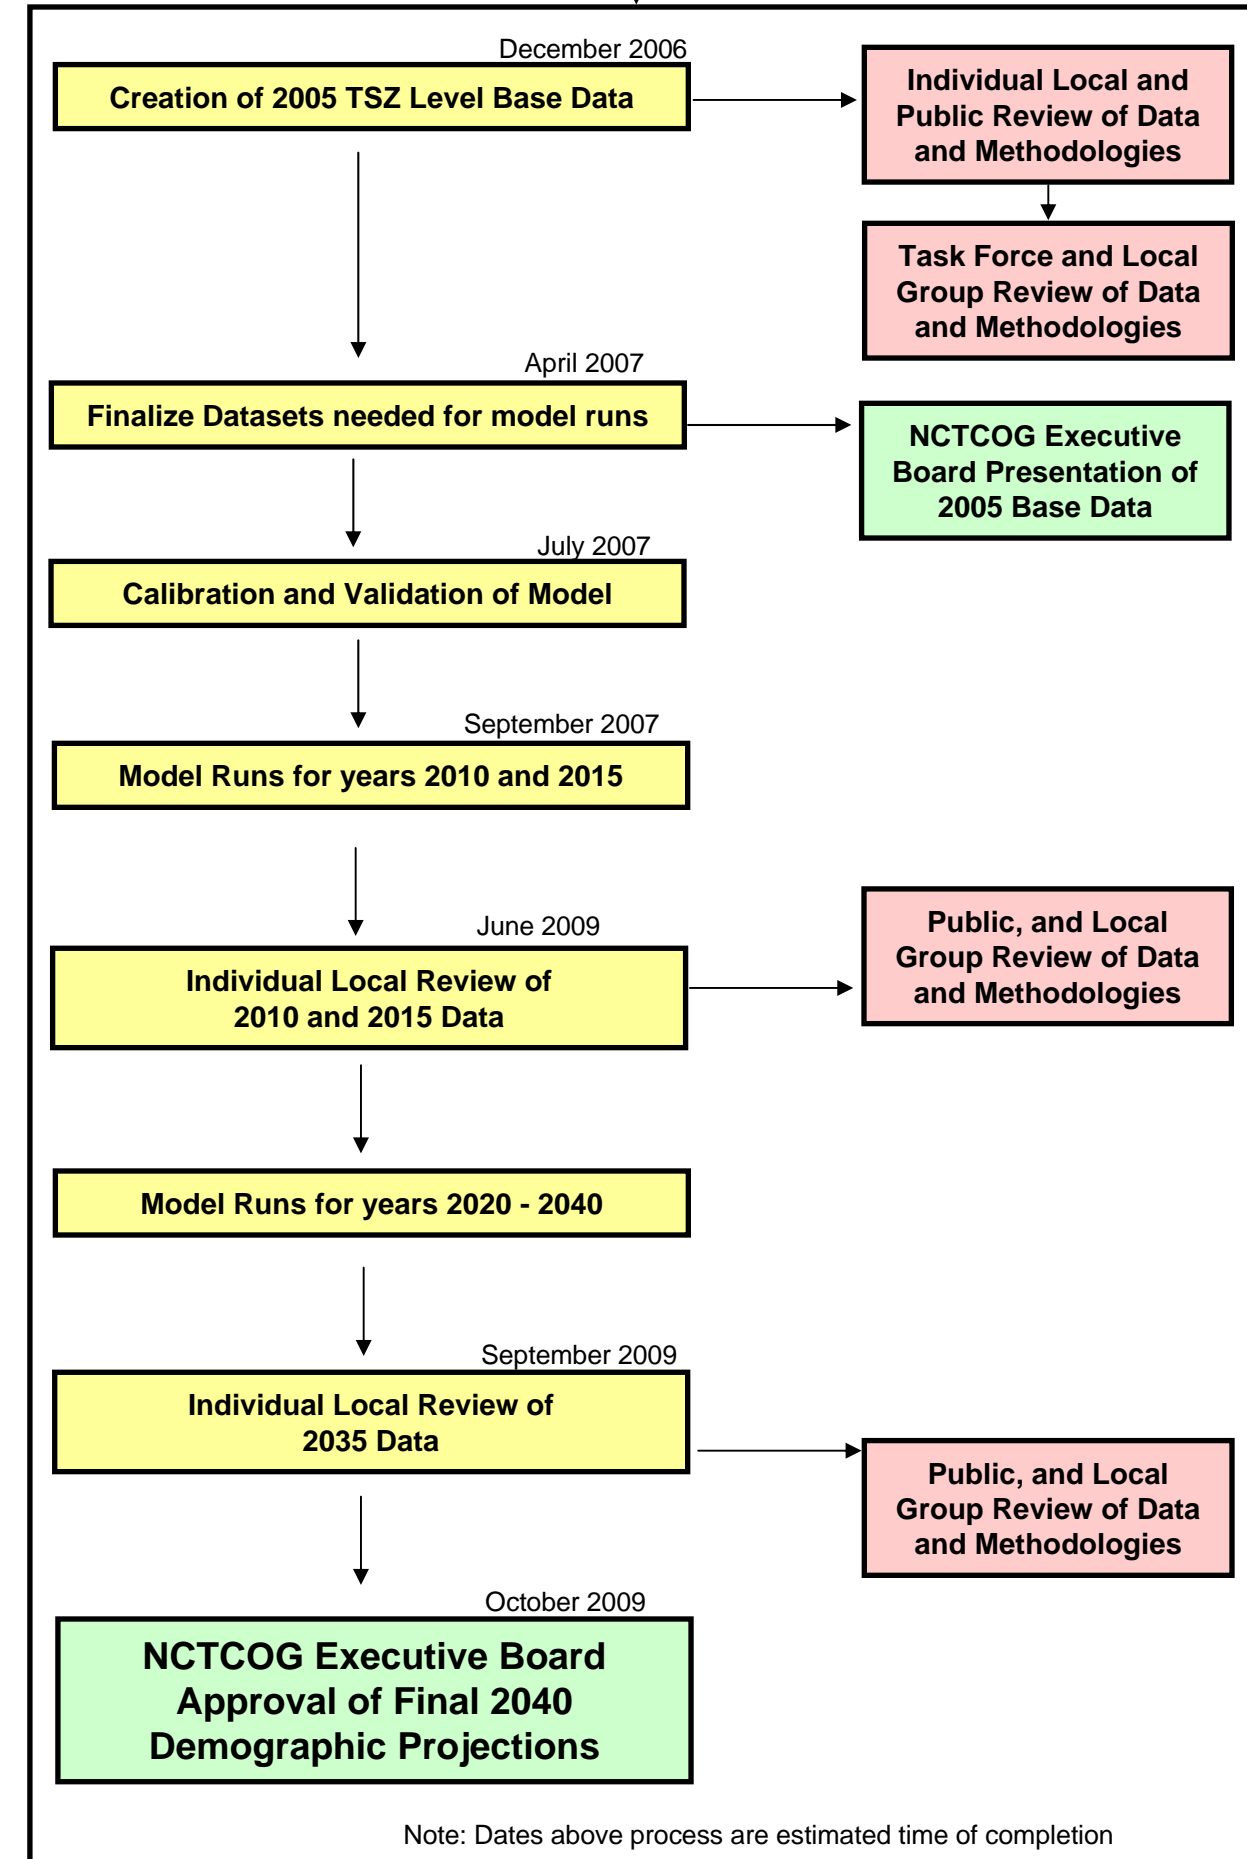 December 2006
Creation of 2005 TSZ Level Base Data
Individual Local and
Public Review of Data
and Methodologies
Task Force and Local
Group Review of Data
and Methodologies
April 2007
Finalize Datasets needed for model runs
NCTCOG Executive
Board Presentation of
2005 Base Data
July 2007
Calibration and Validation of Model
September 2007
Model Runs for years 2010 and 2015
June 2009
Individual Local Review of
2010 and 2015 Data
Public, and Local
Group Review of Data
and Methodologies
Model Runs for years 2020 - 2040
September 2009
Individual Local Review of
2035 Data
Public, and Local
Group Review of Data
and Methodologies
October 2009
NCTCOG Executive Board
Approval of Final 2040
Demographic Projections
Note: Dates above process are estimated time of completion